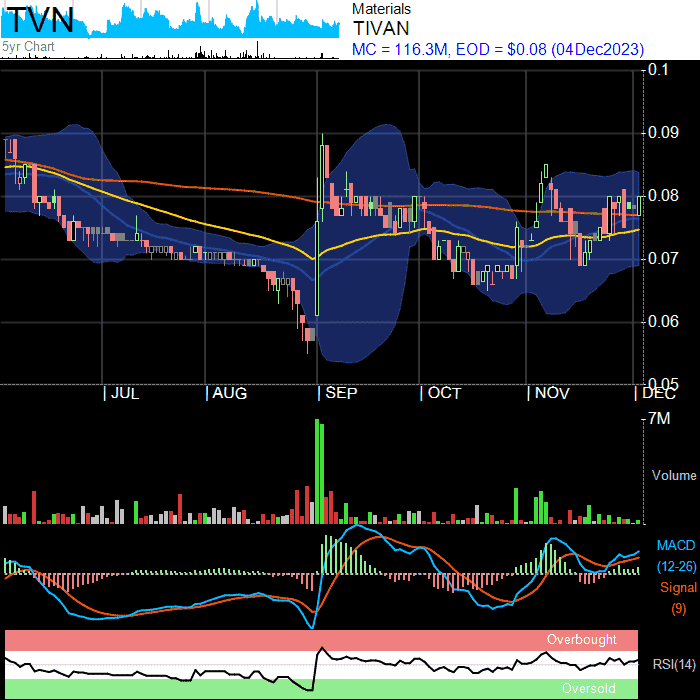 TVN
5yr Chart
Materials
TIVAN
MC = 116.3M, EOD = $0.08 (04Dec2023)
0.1
0.09
0.08
0.07
0.06
0.05
| JUL | AUG | SEP | OCT | NOV | DEC
7M
Volume
MACD
(12-26)
Signal
(9)
Overbought
RSI(14)
Oversold